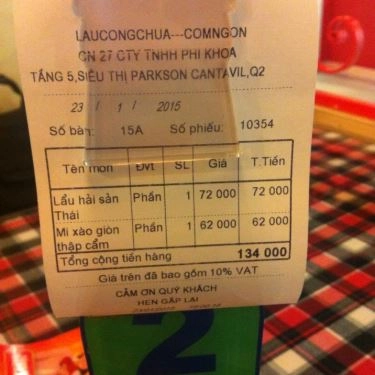 LAUCONGCHUA---COMNGON
CN 27 CTY TNHH PHI KHOA
TẦNG 5,SIÊU THỊ PARKSON CANTAVIL,Q2
23 / 1 / 2015
Số bàn: 15A Số phiếu: 10354
Tên món Đvt SL Giá T.Tiền
Lẩu hải sản Thái Phần 1 72 000 72 000
Mì xào giòn thập cẩm Phần 1 62 000 62 000
Tổng cộng tiền hàng 134 000
Giá trên đã bao gồm 10% VAT
CẢM ƠN QUÝ KHÁCH
HẸN GẶP LẠI
2